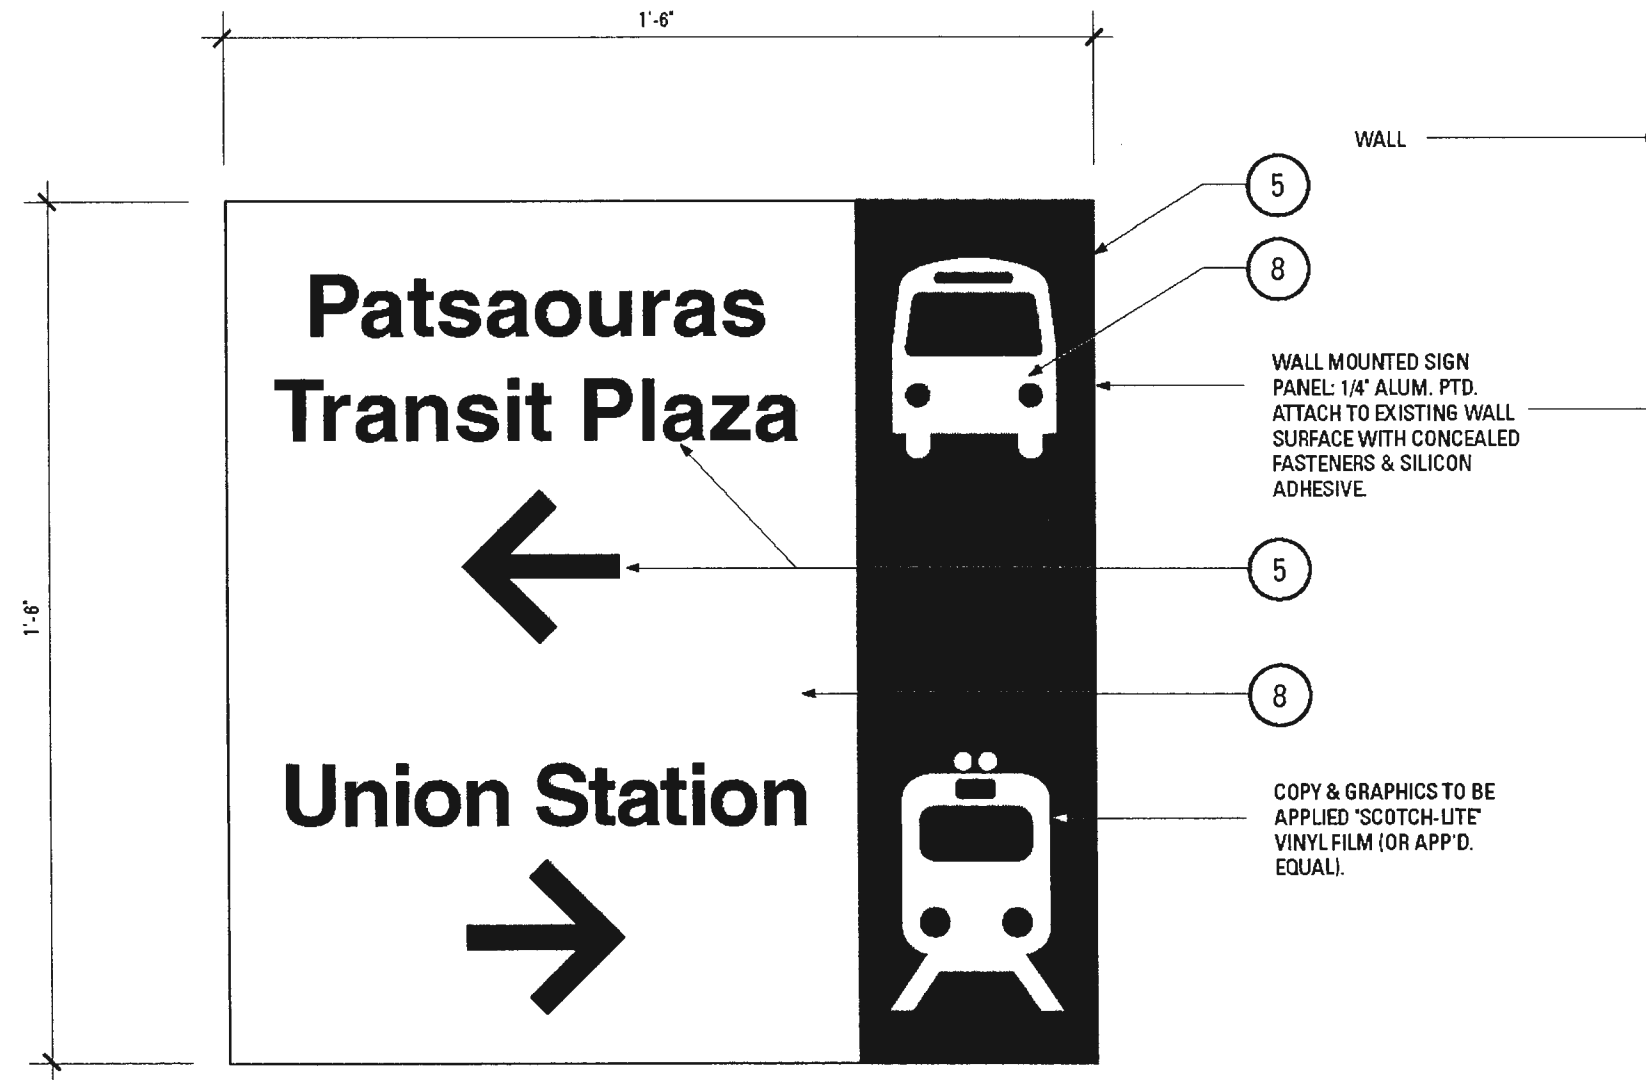 1'-6"
WALL
5
8
Patsaouras
Transit Plaza
WALL MOUNTED SIGN
PANEL: 1/4" ALUM. PTD.
ATTACH TO EXISTING WALL
SURFACE WITH CONCEALED
FASTENERS & SILICON
ADHESIVE.
5
1'-6"
8
Union Station
COPY & GRAPHICS TO BE
APPLIED "SCOTCH-LITE"
VINYL FILM (OR APP'D.
EQUAL).